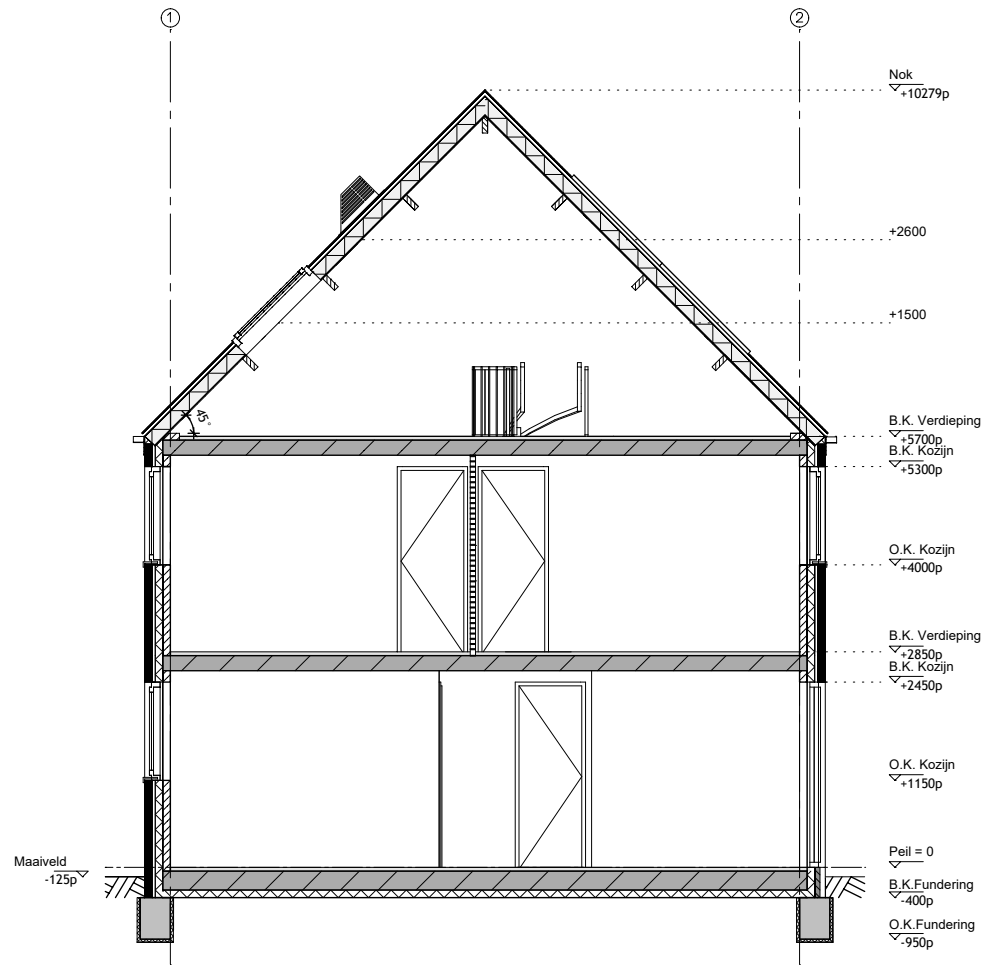 1
2
Nok
+10279p
+2600
+1500
45°
B.K. Verdieping
+5700p
B.K. Kozijn
+5300p
O.K. Kozijn
+4000p
B.K. Verdieping
+2850p
B.K. Kozijn
+2450p
O.K. Kozijn
+1150p
Maaiveld
-125p
Peil = 0
B.K.Fundering
-400p
O.K.Fundering
-950p